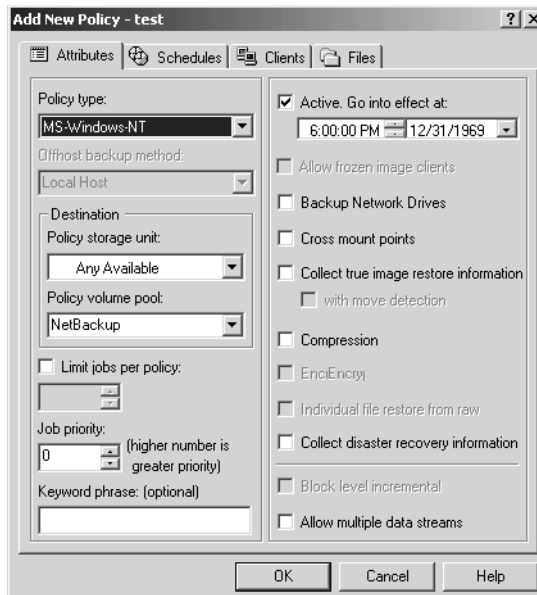 Add New Policy - test
Attributes
Schedules
Clients
Files
Policy type:
MS-Windows-NT
Offhost backup method:
Local Host
Destination
Policy storage unit:
Any Available
Policy volume pool:
NetBackup
Limit jobs per policy:
Job priority:
0
(higher number is
greater priority)
Keyword phrase: (optional)
Active. Go into effect at:
6:00:00 PM 12/31/1969
Allow frozen image clients
Backup Network Drives
Cross mount points
Collect true image restore information
with move detection
Compression
Individual file restore from raw
Collect disaster recovery information
Block level incremental
Allow multiple data streams
OK
Cancel
Help